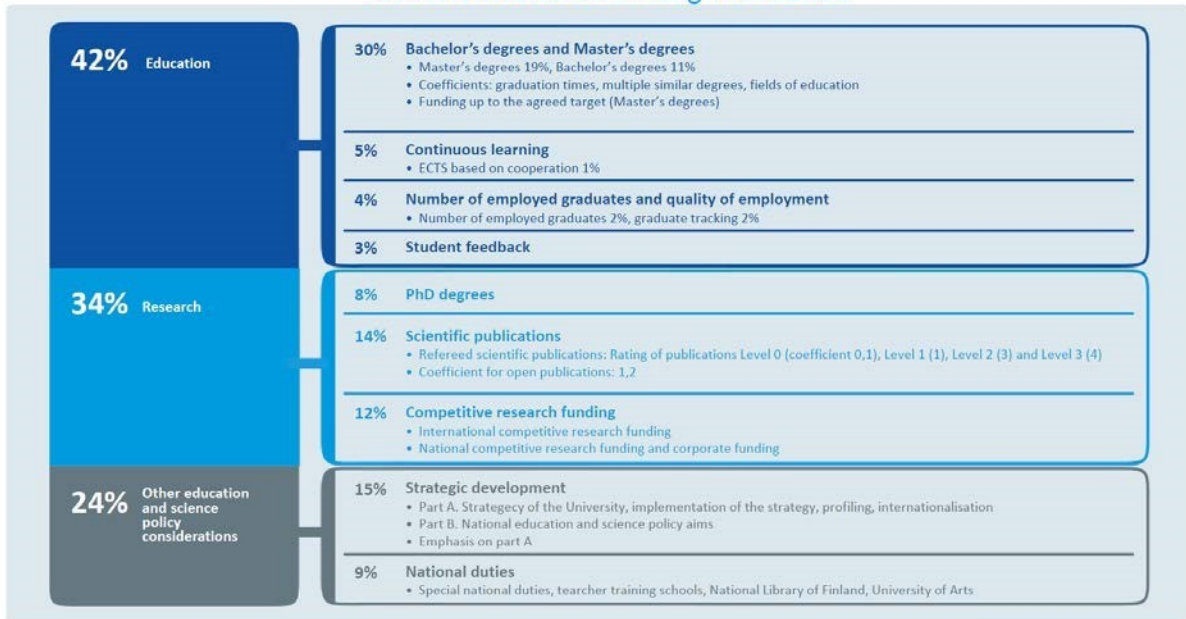 42% Education
30% Bachelor's degrees and Master's degrees
• Master's degrees 19%, Bachelor's degrees 11%
• Coefficients: graduation times, multiple similar degrees, fields of education
• Funding up to the agreed target (Master's degrees)
5% Continuous learning
• ECTS based on cooperation 1%
4% Number of employed graduates and quality of employment
• Number of employed graduates 2%, graduate tracking 2%
3% Student feedback
34% Research
8% PhD degrees
14% Scientific publications
• Refereed scientific publications: Rating of publications Level 0 (coefficient 0,1), Level 1 (1), Level 2 (3) and Level 3 (4)
• Coefficient for open publications: 1,2
12% Competitive research funding
• International competitive research funding
• National competitive research funding and corporate funding
24% Other education
and science
policy
considerations
15% Strategic development
• Part A. Strategecy of the University, implementation of the strategy, profiling, internationalisation
• Part B. National education and science policy aims
• Emphasis on part A
9% National duties
• Special national duties, tearcher training schools, National Library of Finland, University of Arts